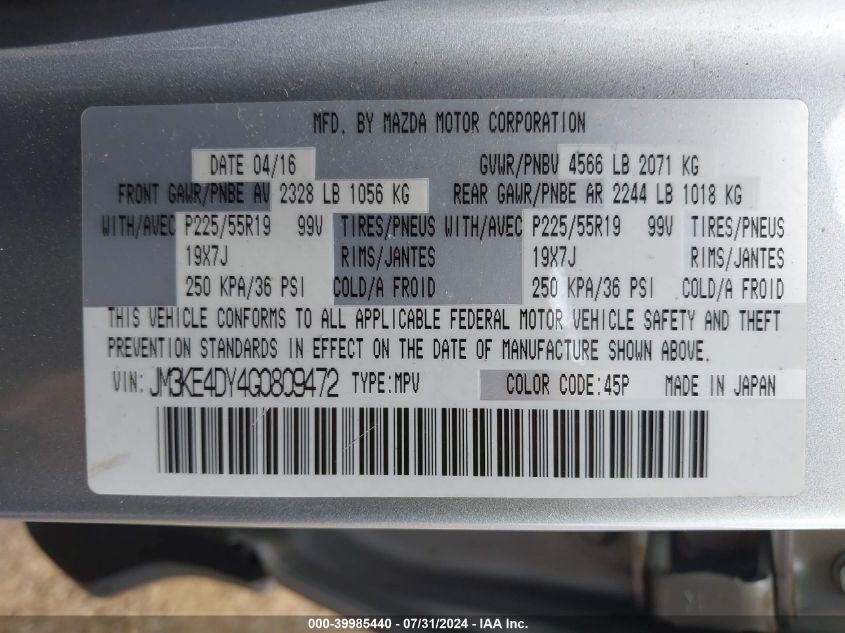 MFD. BY MAZDA MOTOR CORPORATION
DATE 04/16 GVWR/PNBV 4566 LB 2071 KG
FRONT GAWR/PNBE AV 2328 LB 1056 KG REAR GAWR/PNBE AR 2244 LB 1018 KG
WITH/AVEC P225/55R19 99V TIRES/PNEUS WITH/AVEC P225/55R19 99V TIRES/PNEUS
19X7J RIMS/JANTES 19X7J RIMS/JANTES
250 KPA/36 PSI COLD/A FROID 250 KPA/36 PSI COLD/A FROID
THIS VEHICLE CONFORMS TO ALL APPLICABLE FEDERAL MOTOR VEHICLE SAFETY AND THEFT
PREVENTION STANDARDS IN EFFECT ON THE DATE OF MANUFACTURE SHOWN ABOVE.
VIN: JM3KE4DY4G0809472 TYPE:MPV COLOR CODE:45P MADE IN JAPAN
000-39985440 - 07/31/2024 - IAA Inc.